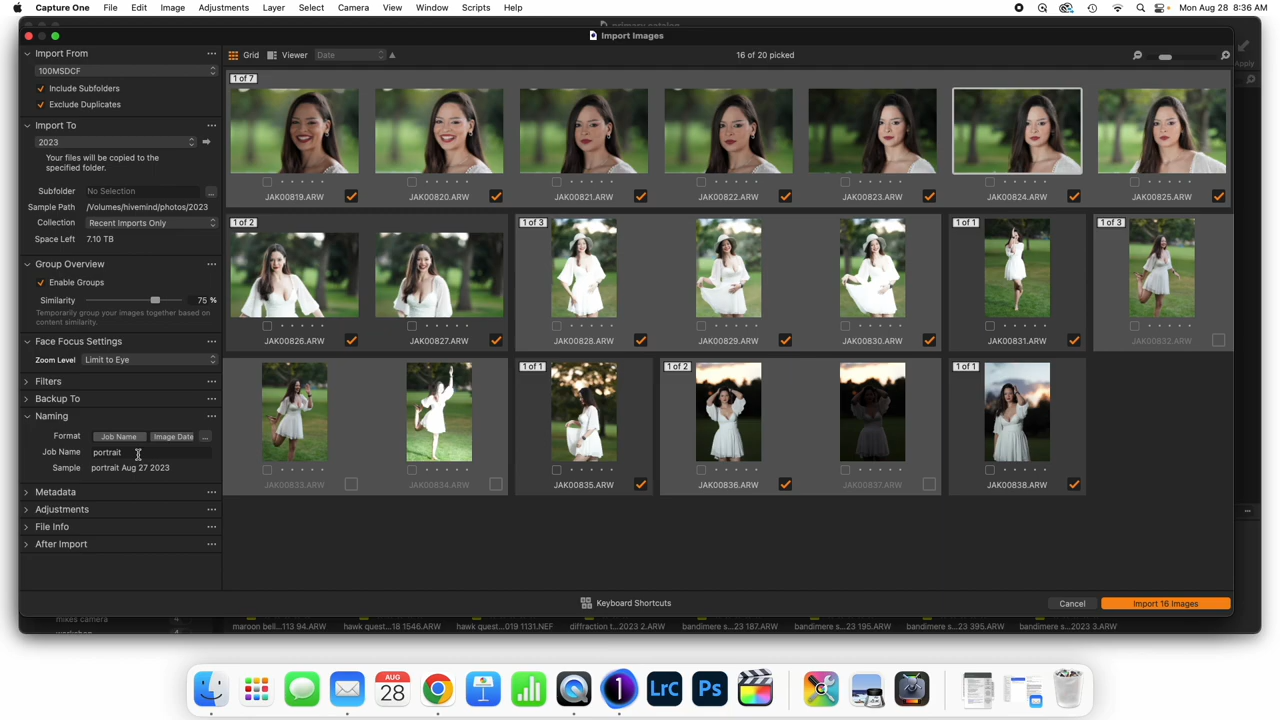 Capture One File Edit Image Adjustments Layer Select Camera View Window Scripts Help Mon Aug 28 8:36 AM
Import Images
Import From
100MSDCF
Include Subfolders
Exclude Duplicates
Import To
2023
Your files will be copied to the
specified folder.
Subfolder No Selection ...
Sample Path /Volumes/hivemind/photos/2023
Collection Recent Imports Only
Space Left 7.10 TB
Group Overview
Enable Groups
Similarity 75 %
Temporarily group your images together based on
content similarity.
Face Focus Settings
Zoom Level Limit to Eye
Filters
Backup To
Naming
Format Job Name Image Date ...
Job Name portrait
Sample portrait Aug 27 2023
Metadata
Adjustments
File Info
After Import
Grid Viewer Date 16 of 20 picked
Apply
1 of 7
JAK00819.ARW JAK00820.ARW JAK00821.ARW JAK00822.ARW JAK00823.ARW JAK00824.ARW JAK00825.ARW
1 of 2 1 of 3 1 of 1 1 of 3
JAK00826.ARW JAK00827.ARW JAK00828.ARW JAK00829.ARW JAK00830.ARW JAK00831.ARW JAK00832.ARW
1 of 1 1 of 2 1 of 1
JAK00833.ARW JAK00834.ARW JAK00835.ARW JAK00836.ARW JAK00837.ARW JAK00838.ARW
Keyboard Shortcuts Cancel Import 16 Images
mikes camera 4
maroon bell...113 94.ARW hawk quest...018 1546.ARW hawk quest...019 1131.NEF diffraction t...2023 2.ARW bandimere s...23 187.ARW bandimere s...23 195.ARW bandimere s...23 395.ARW bandimere s...2023 3.ARW
AUG
28
1
LrC
Ps